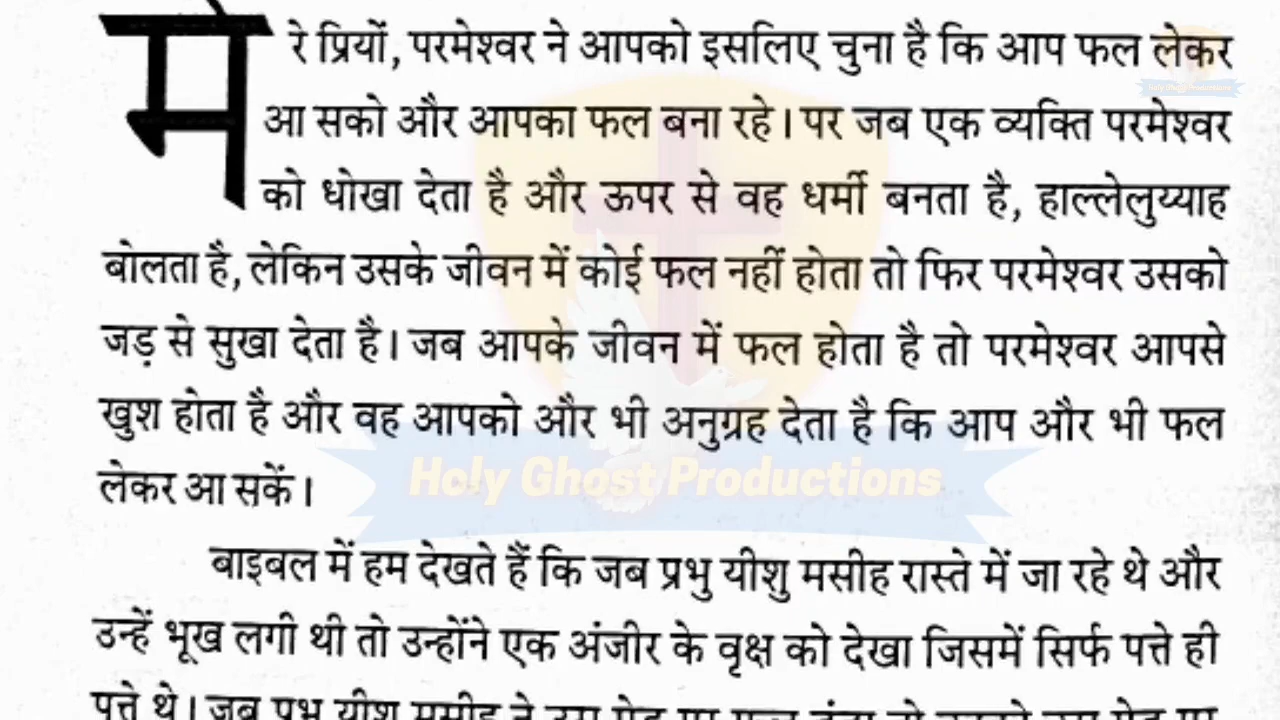 मेरे प्रियों, परमेश्वर ने आपको इसलिए चुना है कि आप फल लेकर
आ सको और आपका फल बना रहे। पर जब एक व्यक्ति परमेश्वर
को धोखा देता है और ऊपर से वह धर्मी बनता है, हाल्लेलुय्याह
बोलता है, लेकिन उसके जीवन में कोई फल नहीं होता तो फिर परमेश्वर उसको
जड़ से सुखा देता है। जब आपके जीवन में फल होता है तो परमेश्वर आपसे
खुश होता है और वह आपको और भी अनुग्रह देता है कि आप और भी फल
लेकर आ सकें।
Holy Ghost Productions
बाइबल में हम देखते हैं कि जब प्रभु यीशु मसीह रास्ते में जा रहे थे और
उन्हें भूख लगी थी तो उन्होंने एक अंजीर के वृक्ष को देखा जिसमें सिर्फ पत्ते ही
पत्ते थे। जब प्रभु यीशु मसीह ने